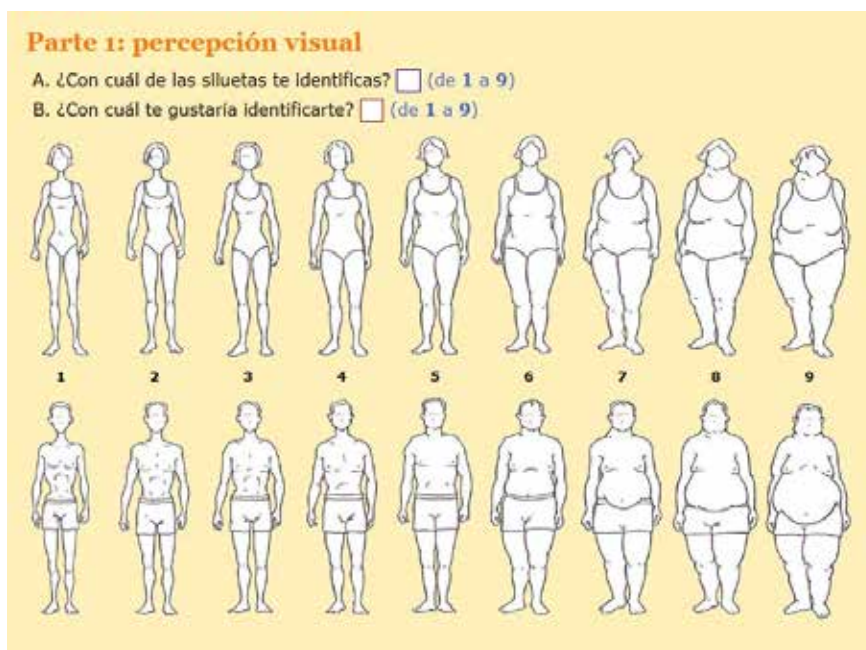 Parte 1: percepción visual
A. ¿Con cuál de las siluetas te identificas? (de 1 a 9)
B. ¿Con cuál te gustaría identificarte? (de 1 a 9)
1 2 3 4 5 6 7 8 9